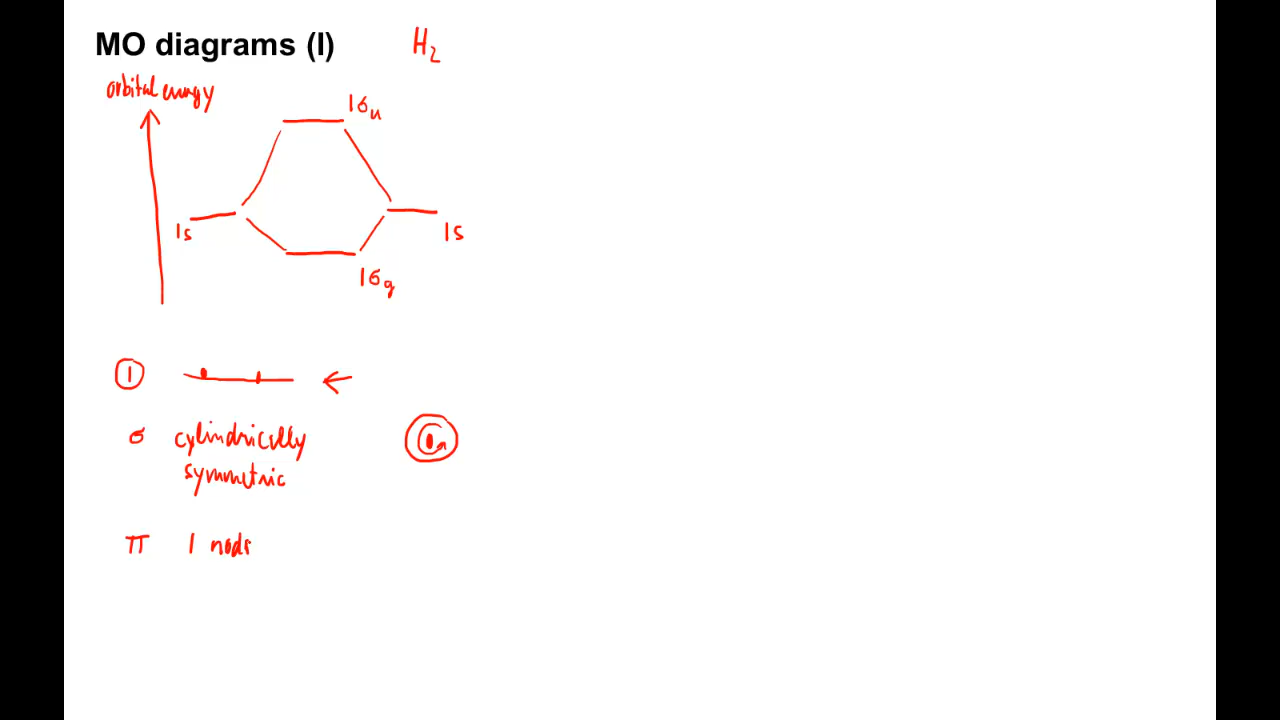 MO diagrams (I) H₂
orbital energy
1σᵤ
1s 1s
1σg
①
σ cylindrically
symmetric
π 1 node